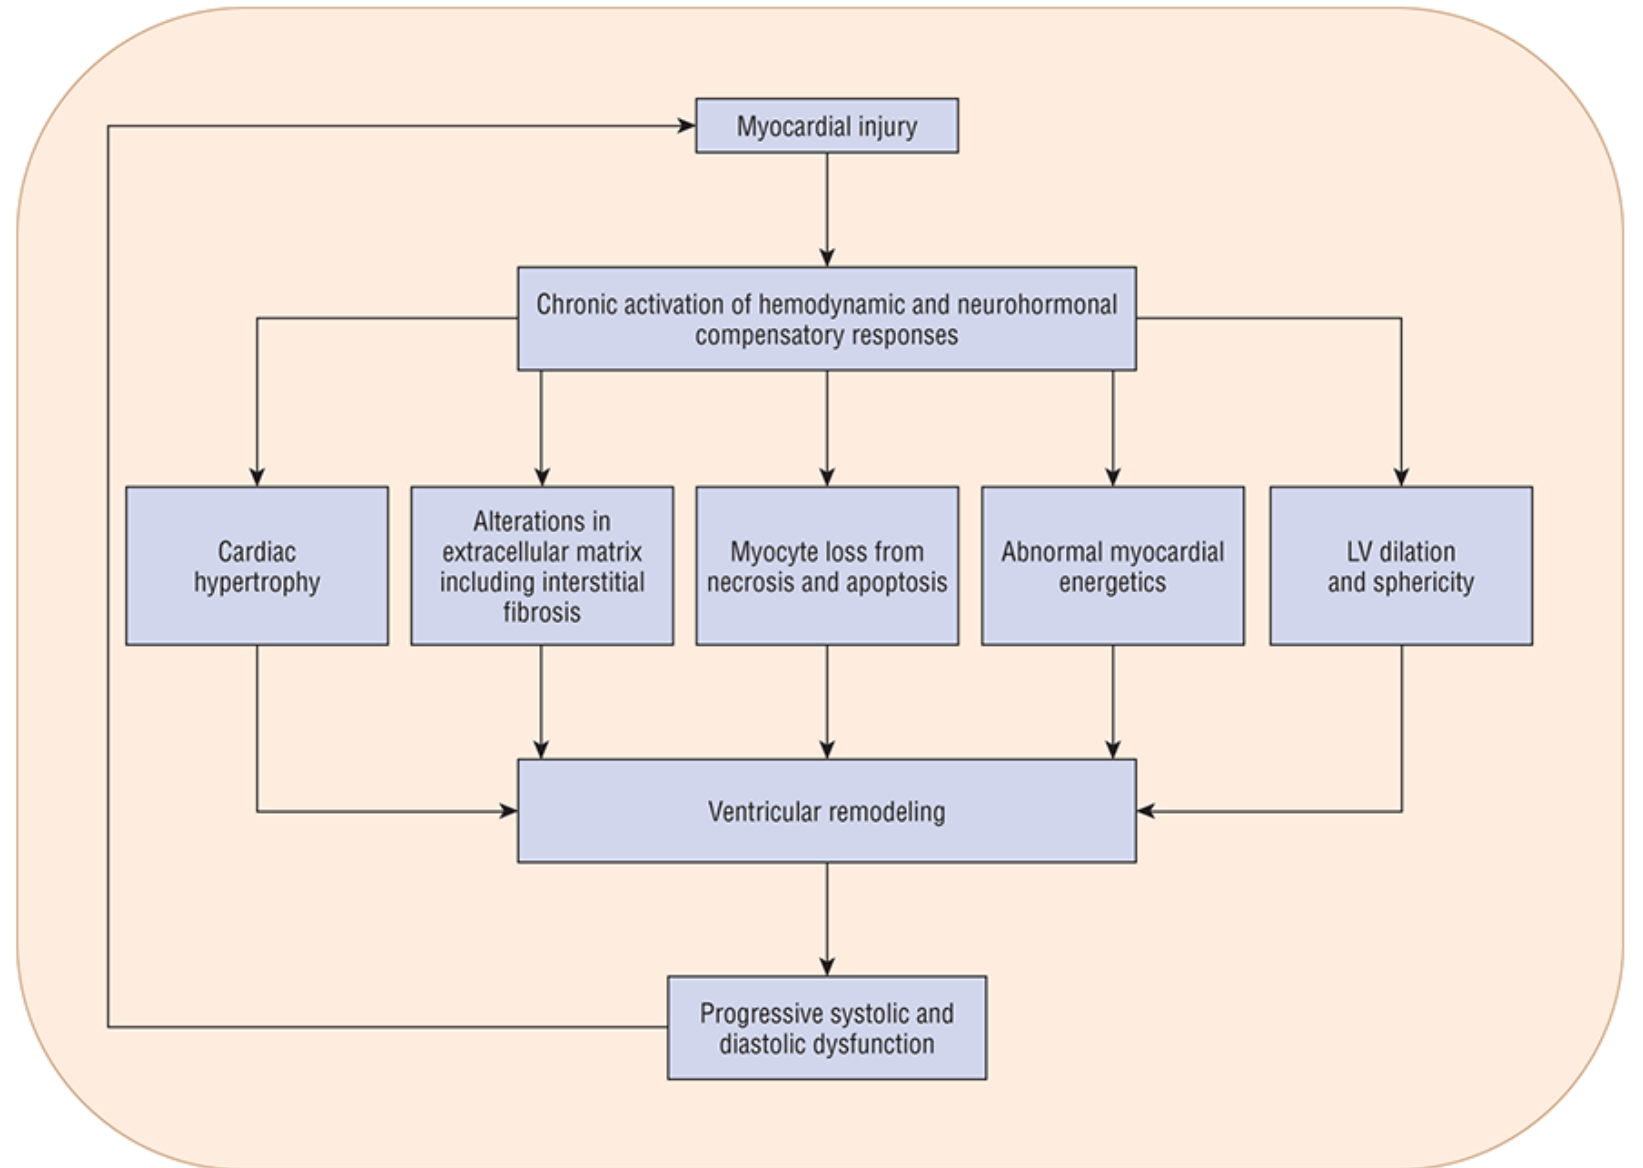 Myocardial injury
Chronic activation of hemodynamic and neurohormonal
compensatory responses
Cardiac
hypertrophy
Alterations in
extracellular matrix
including interstitial
fibrosis
Myocyte loss from
necrosis and apoptosis
Abnormal myocardial
energetics
LV dilation
and sphericity
Ventricular remodeling
Progressive systolic and
diastolic dysfunction